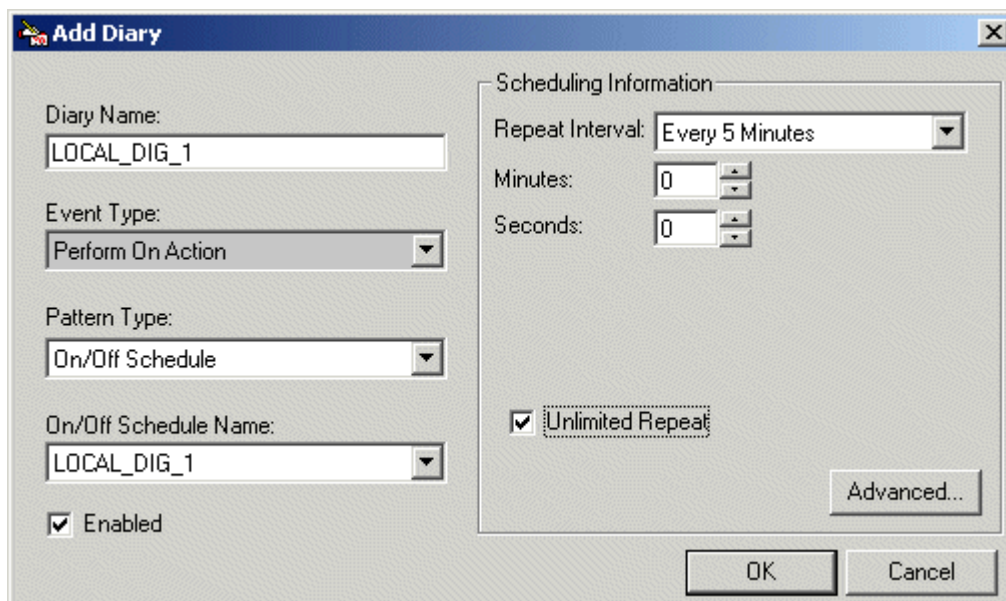 Add Diary
Diary Name:
LOCAL_DIG_1
Event Type:
Perform On Action
Pattern Type:
On/Off Schedule
On/Off Schedule Name:
LOCAL_DIG_1
Enabled
Scheduling Information
Repeat Interval: Every 5 Minutes
Minutes: 0
Seconds: 0
Unlimited Repeat
Advanced...
OK Cancel